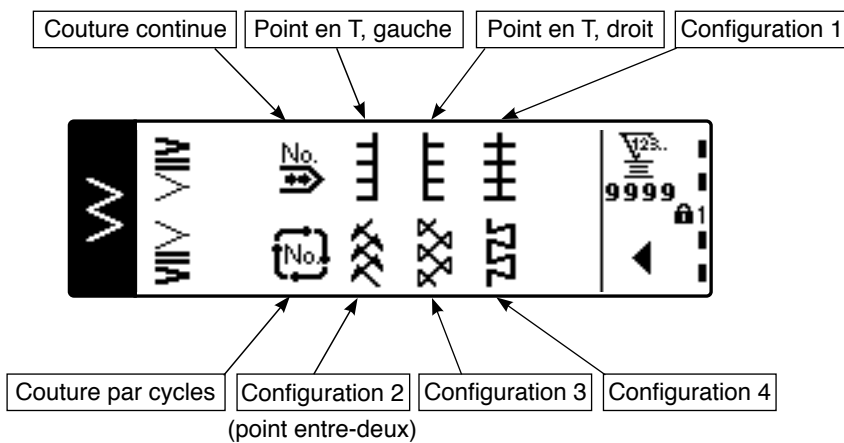 Couture continue
Point en T, gauche
Point en T, droit
Configuration 1
No.
123..
9999
1
No.
Couture par cycles
Configuration 2
(point entre-deux)
Configuration 3
Configuration 4